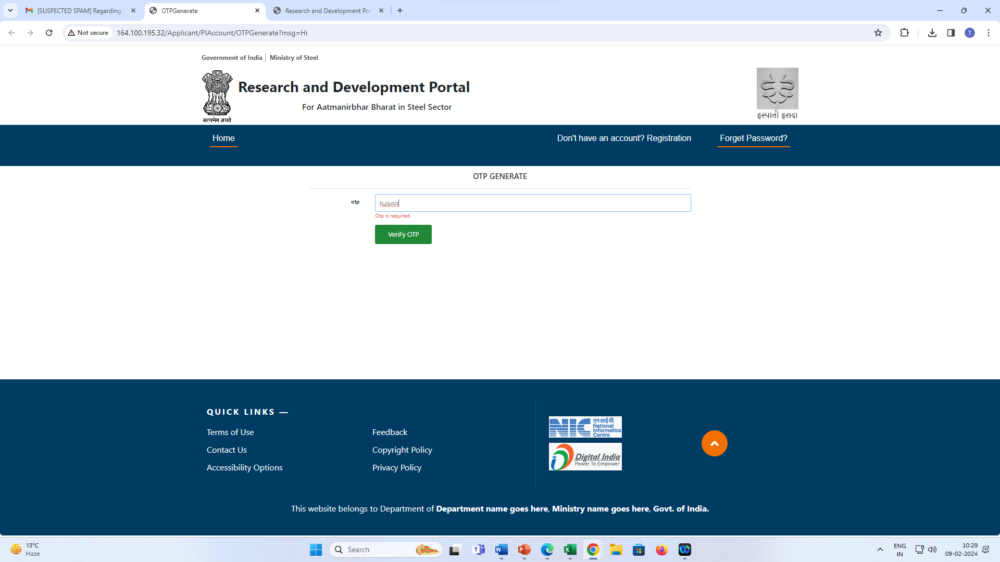 [SUSPECTED SPAM] Regarding
OTPGenerate
Research and Development Por
Not secure
164.100.195.32/Applicant/PIAccount/OTPGenerate?msg=Hi
T
Government of India
Ministry of Steel
Research and Development Portal
For Aatmanirbhar Bharat in Steel Sector
सत्यमेव जयते
इस्पाती इरादा
Home
Don't have an account? Registration
Forget Password?
OTP GENERATE
otp
kLjxjuUc
Otp is required.
VeriFy OTP
QUICK LINKS —
Terms of Use
Feedback
Contact Us
Copyright Policy
Accessibility Options
Privacy Policy
NIC
एनआईसी
National
Informatics
Centre
Digital India
Power To Empower
This website belongs to Department of Department name goes here, Ministry name goes here, Govt. of India.
13°C
Haze
Search
ENG
IN
10:29
09-02-2024